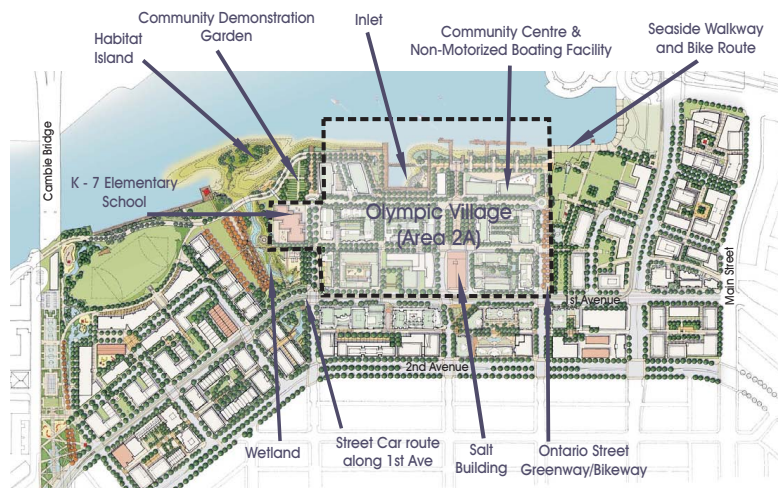 Community Demonstration
Garden
Inlet
Community Centre &
Non-Motorized Boating Facility
Seaside Walkway
and Bike Route
Habitat
Island
Cambie Bridge
K - 7 Elementary
School
Olympic Village
(Area 2A)
Main Street
1st Avenue
2nd Avenue
Wetland
Street Car route
along 1st Ave
Salt
Building
Ontario Street
Greenway/Bikeway